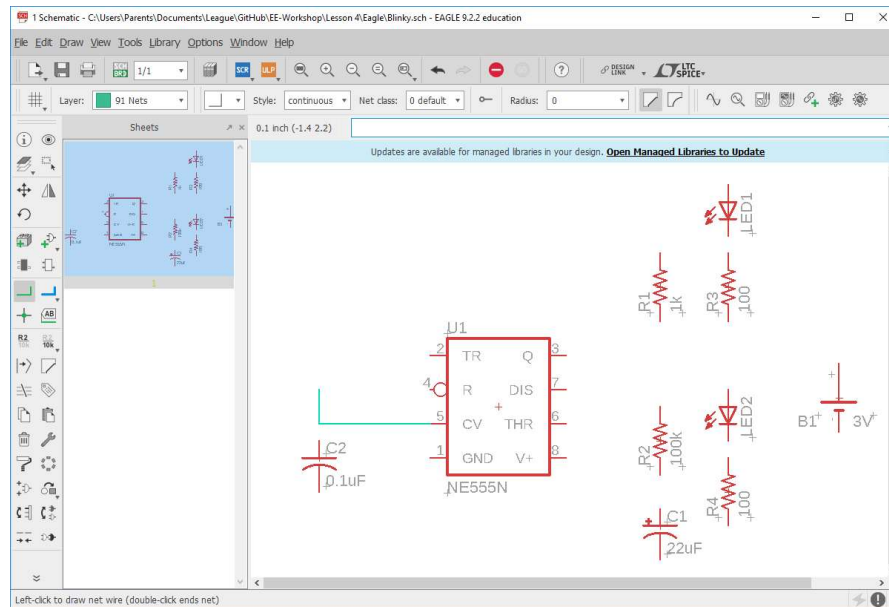 1 Schematic - C:\Users\Parents\Documents\League\GitHub\EE-Workshop\Lesson 4\Eagle\Blinky.sch - EAGLE 9.2.2 education
File Edit Draw View Tools Library Options Window Help
SCR ULP
1/1
DESIGN LINK
LTC SPICE
Layer: 91 Nets Style: continuous Net class: 0 default Radius: 0
Sheets
0.1 inch (-1.4 2.2)
Updates are available for managed libraries in your design. Open Managed Libraries to Update
1
LED1
R1 1k
R3 100
U1
2 TR Q 3
4 R DIS 7
5 CV THR 6
1 GND V+ 8
NE555N
C2
0.1uF
LED2
R2 100k
R4 100
C1
22uF
B1 3V
R2 10k
Left-click to draw net wire (double-click ends net)